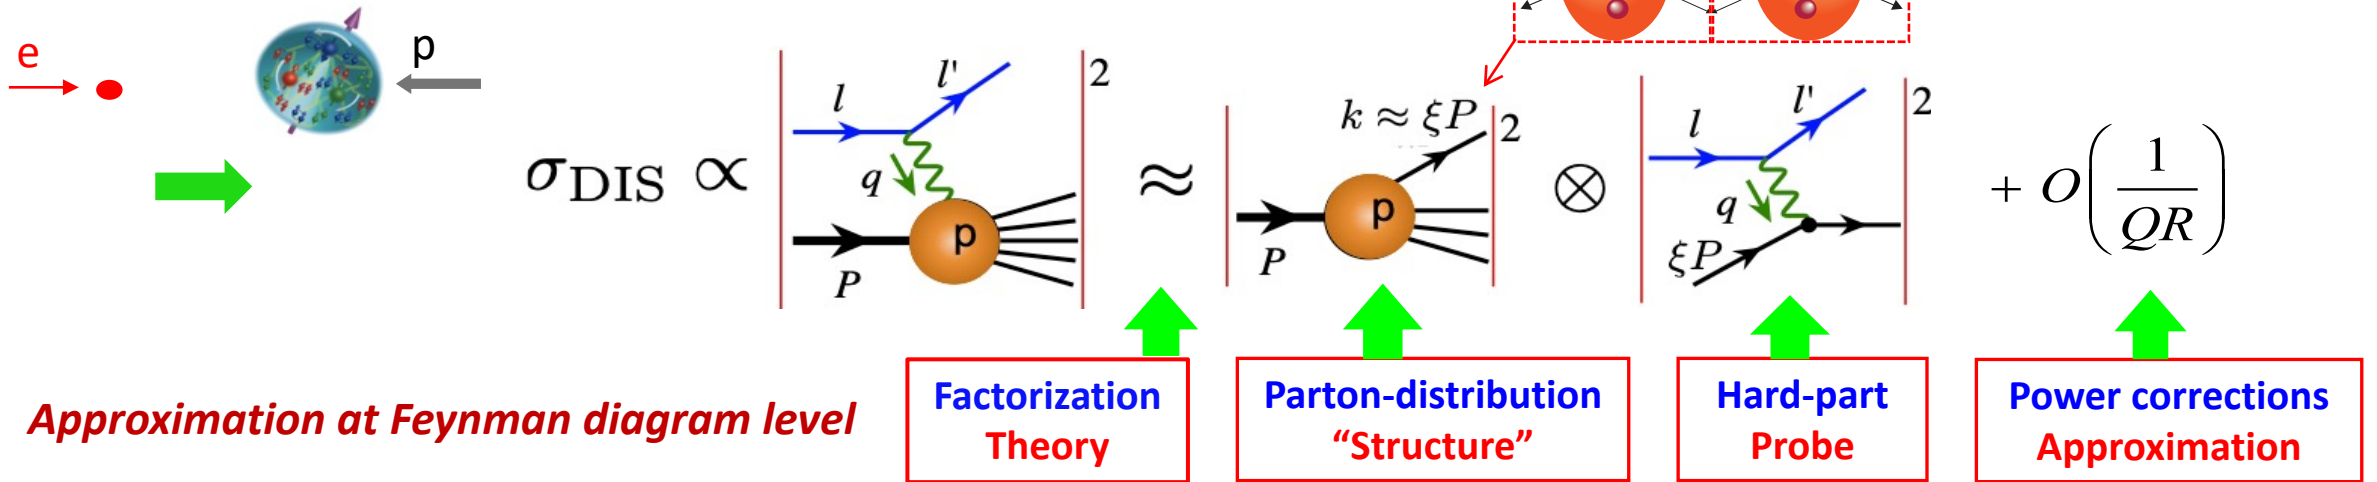 e
p
σ_DIS ∝ | l l' q P p |² ≈ | P p k ≈ ξP |² ⊗ | l l' q ξP |² + O(1/QR)
Approximation at Feynman diagram level
Factorization
Theory
Parton-distribution
“Structure”
Hard-part
Probe
Power corrections
Approximation